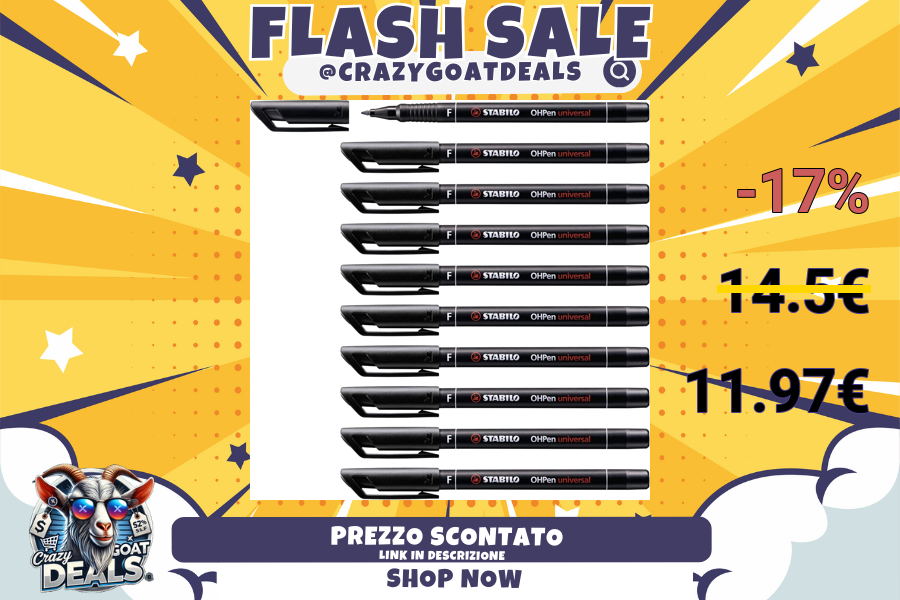 FLASH SALE
@CRAZYGOATDEALS
F STABILO OHPen universal
F STABILO OHPen universal
F STABILO OHPen universal
F STABILO OHPen universal
F STABILO OHPen universal
F STABILO OHPen universal
F STABILO OHPen universal
F STABILO OHPen universal
F STABILO OHPen universal
F STABILO OHPen universal
-17%
14.5€
11.97€
$
52%
Crazy
GOAT
DEALS
PREZZO SCONTATO
LINK IN DESCRIZIONE
SHOP NOW